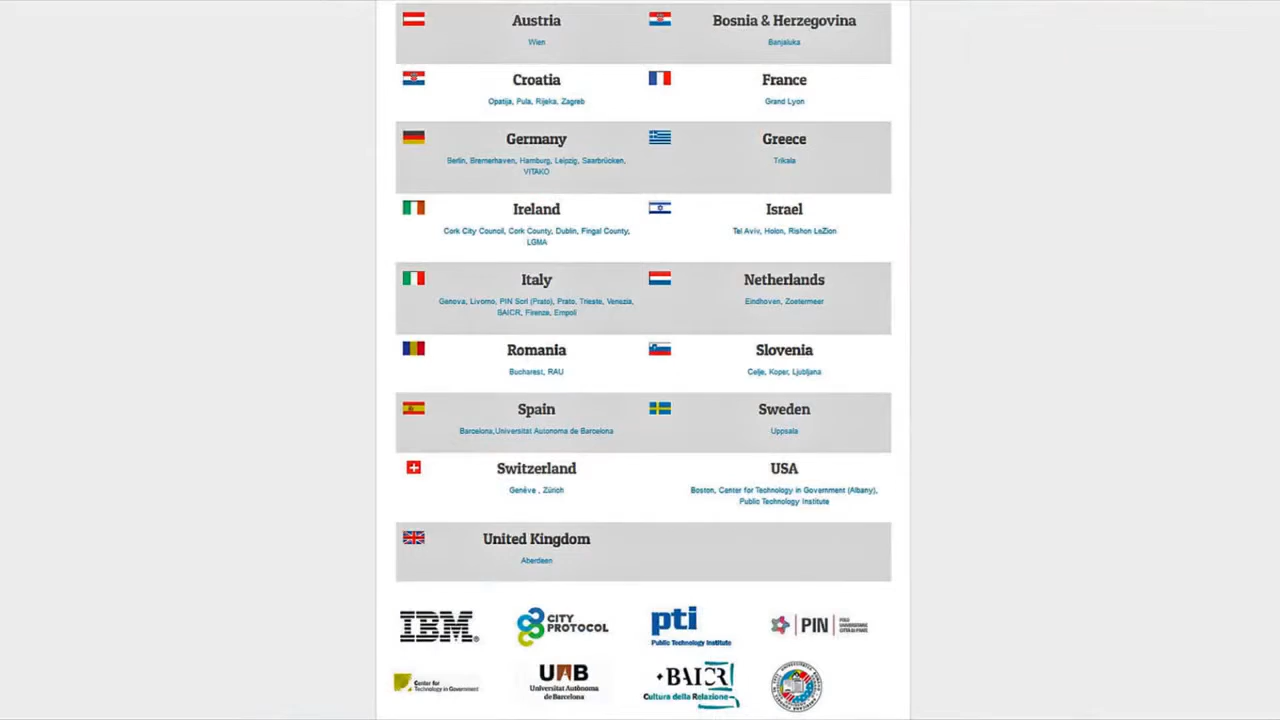 Austria
Wien
Bosnia & Herzegovina
Banjaluka
Croatia
Opatija, Pula, Rijeka, Zagreb
France
Grand Lyon
Germany
Berlin, Bremerhaven, Hamburg, Leipzig, Saarbrücken,
VITAKO
Greece
Trikala
Ireland
Cork City Council, Cork County, Dublin, Fingal County,
LGMA
Israel
Tel Aviv, Holon, Rishon LeZion
Italy
Genova, Livorno, PIN Scrl (Prato), Prato, Trieste, Venezia,
BAICR, Firenze, Empoli
Netherlands
Eindhoven, Zoetermeer
Romania
Bucharest, RAU
Slovenia
Celje, Koper, Ljubljana
Spain
Barcelona,Universitat Autonoma de Barcelona
Sweden
Uppsala
Switzerland
Genéve , Zürich
USA
Boston, Center for Technology in Government (Albany),
Public Technology Institute
United Kingdom
Aberdeen
IBM®
CITY
PROTOCOL
pti
Public Technology Institute
PIN
Center for
Technology in Government
UAB
Universitat Autònoma
de Barcelona
BAICR
Cultura della Relazione